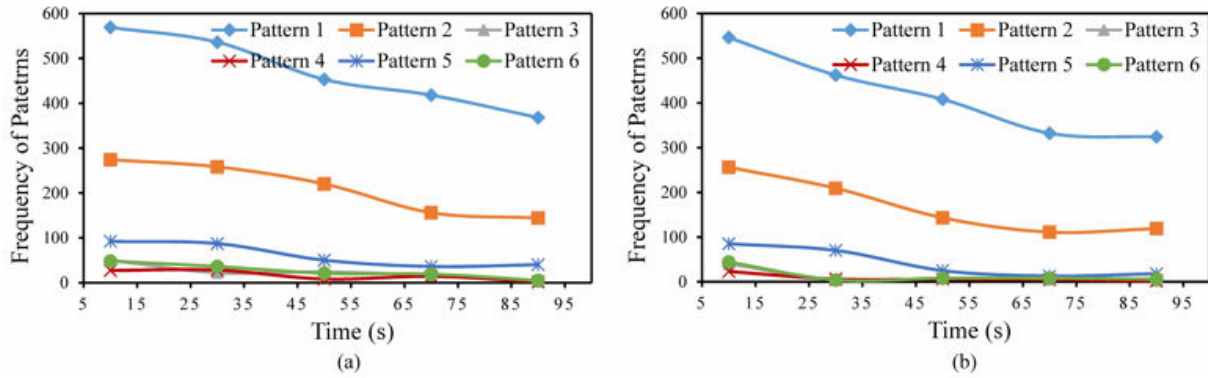 600
500
400
300
200
100
0
Frequency of Patetrns
Pattern 1 Pattern 2 Pattern 3
Pattern 4 Pattern 5 Pattern 6
5 15 25 35 45 55 65 75 85 95
Time (s)
(a)
600
500
400
300
200
100
0
Frequency of Patetrns
Pattern 1 Pattern 2 Pattern 3
Pattern 4 Pattern 5 Pattern 6
5 15 25 35 45 55 65 75 85 95
Time (s)
(b)